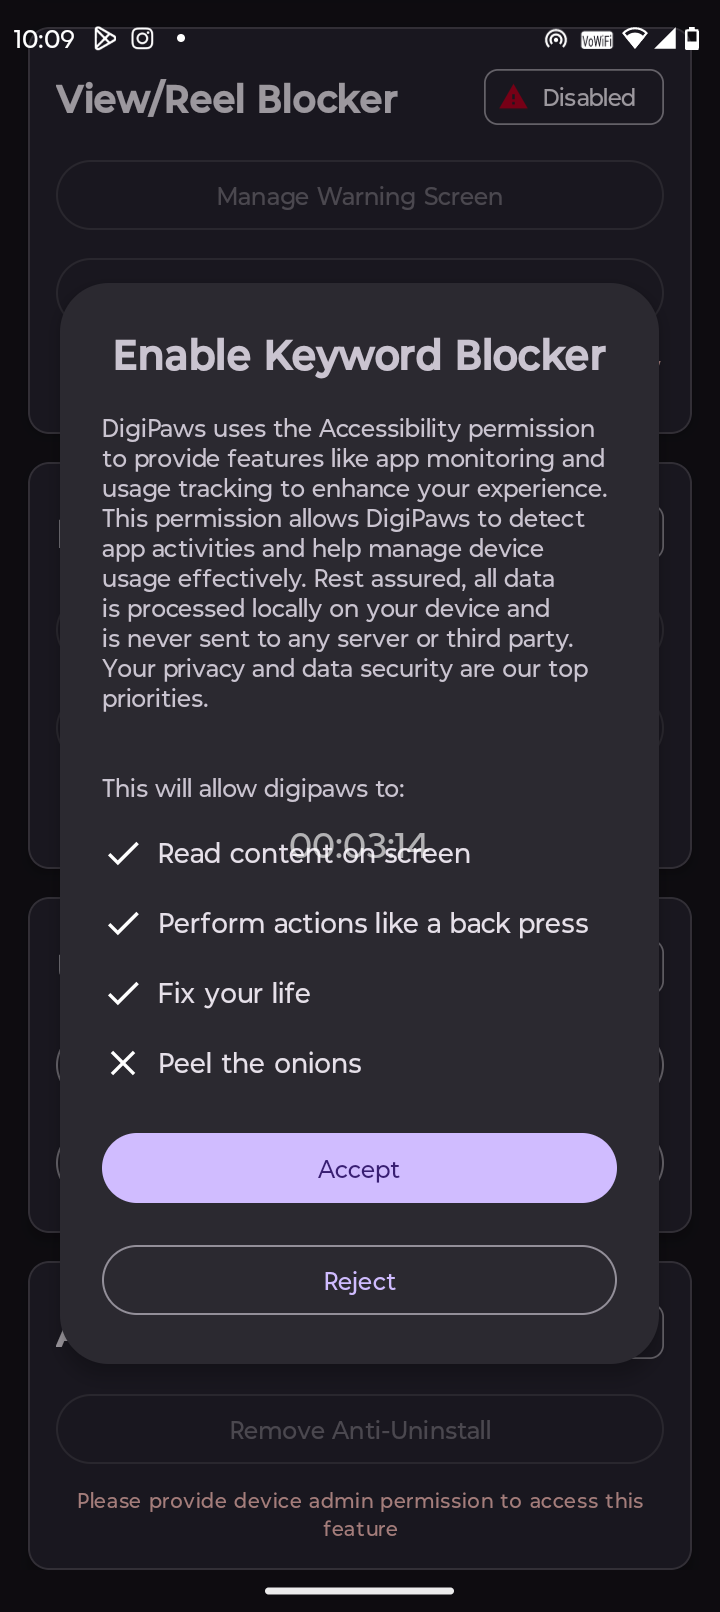 10:09
VoWiFi
View/Reel Blocker
Disabled
Manage Warning Screen
Enable Keyword Blocker
DigiPaws uses the Accessibility permission
to provide features like app monitoring and
usage tracking to enhance your experience.
This permission allows DigiPaws to detect
app activities and help manage device
usage effectively. Rest assured, all data
is processed locally on your device and
is never sent to any server or third party.
Your privacy and data security are our top
priorities.
This will allow digipaws to:
00:03:14
Read content on screen
Perform actions like a back press
Fix your life
Peel the onions
Accept
Reject
Remove Anti-Uninstall
Please provide device admin permission to access this
feature